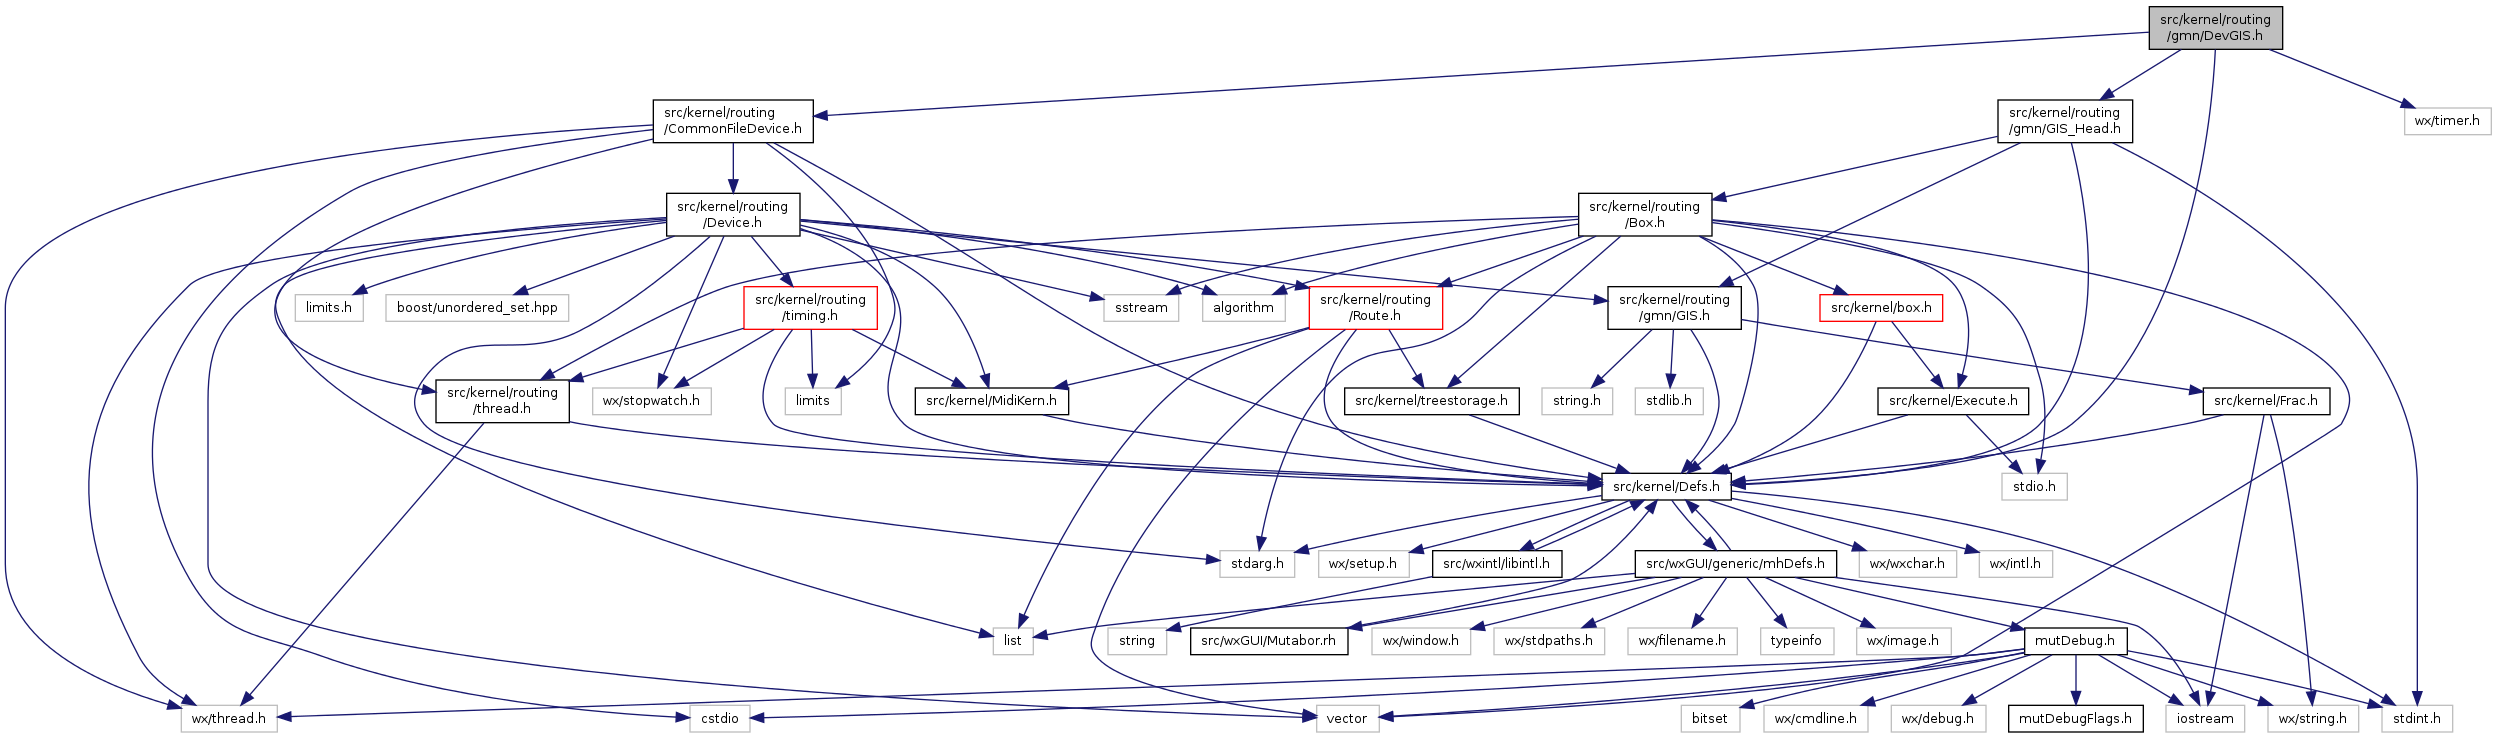 src/kernel/routing
/gmn/DevGIS.h
src/kernel/routing
/CommonFileDevice.h
src/kernel/routing
/gmn/GIS_Head.h
wx/timer.h
src/kernel/routing
/Device.h
src/kernel/routing
/Box.h
limits.h
boost/unordered_set.hpp
src/kernel/routing
/timing.h
sstream
algorithm
src/kernel/routing
/Route.h
src/kernel/routing
/gmn/GIS.h
src/kernel/box.h
src/kernel/routing
/thread.h
wx/stopwatch.h
limits
src/kernel/MidiKern.h
src/kernel/treestorage.h
string.h
stdlib.h
src/kernel/Execute.h
src/kernel/Frac.h
src/kernel/Defs.h
stdio.h
stdarg.h
wx/setup.h
src/wxintl/libintl.h
src/wxGUI/generic/mhDefs.h
wx/wxchar.h
wx/intl.h
list
string
src/wxGUI/Mutabor.rh
wx/window.h
wx/stdpaths.h
wx/filename.h
typeinfo
wx/image.h
mutDebug.h
wx/thread.h
cstdio
vector
bitset
wx/cmdline.h
wx/debug.h
mutDebugFlags.h
iostream
wx/string.h
stdint.h